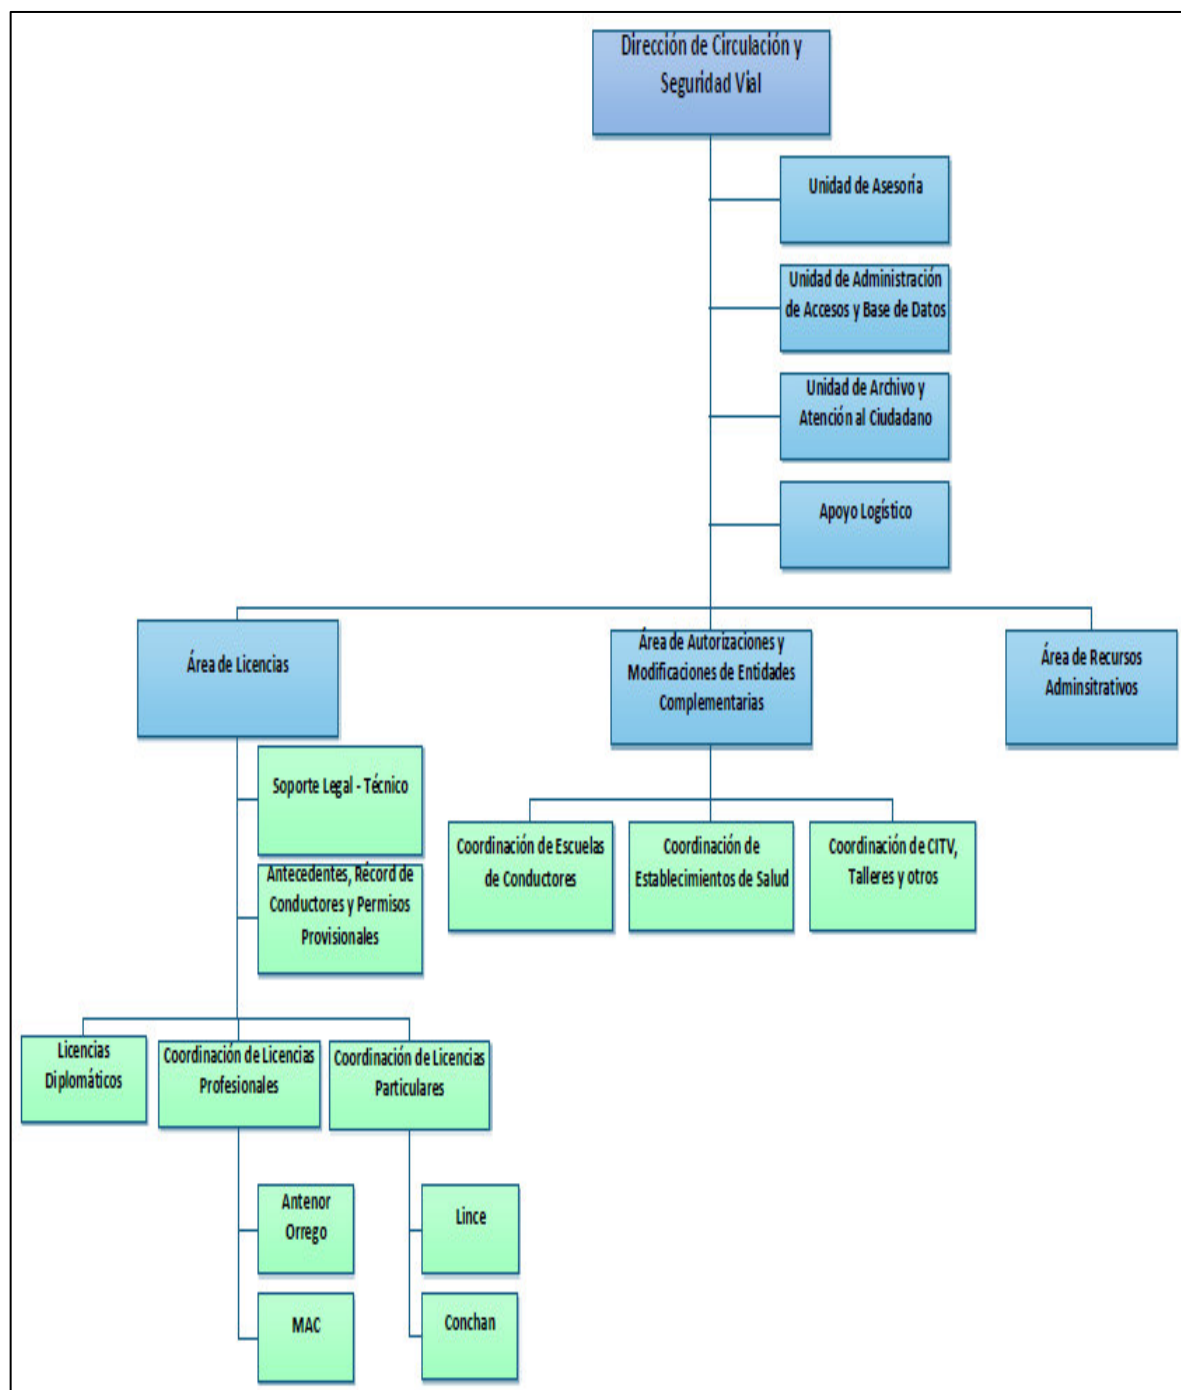 Dirección de Circulación y
Seguridad Vial
Unidad de Asesoría
Unidad de Administración
de Accesos y Base de Datos
Unidad de Archivo y
Atención al Ciudadano
Apoyo Logístico
Área de Licencias
Área de Autorizaciones y
Modificaciones de Entidades
Complementarias
Área de Recursos
Adminsitrativos
Soporte Legal - Técnico
Antecedentes, Récord de
Conductores y Permisos
Provisionales
Coordinación de Escuelas
de Conductores
Coordinación de
Establecimientos de Salud
Coordinación de CITV,
Talleres y otros
Licencias
Diplomáticos
Coordinación de Licencias
Profesionales
Coordinación de Licencias
Particulares
Antenor
Orrego
MAC
Lince
Conchan